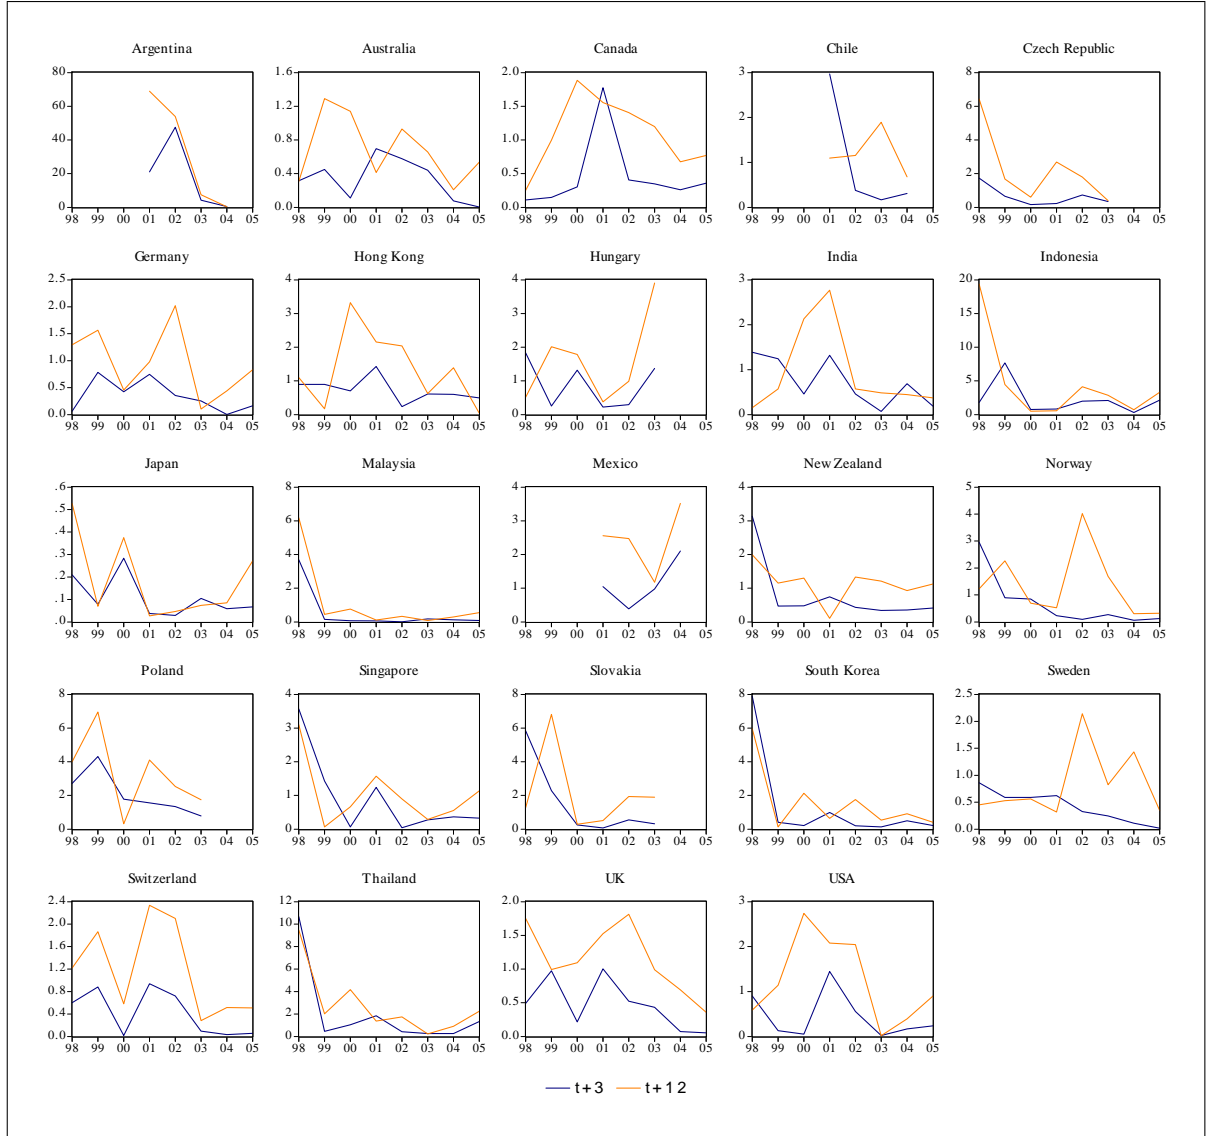 Argentina Australia Canada Chile Czech Republic
80 1.6 2.0 3 8
60 1.2 1.5 2 6
40 0.8 1.0 1 4
20 0.4 0.5 0 2
0 0.0 0.0 0
98 99 00 01 02 03 04 05 98 99 00 01 02 03 04 05 98 99 00 01 02 03 04 05 98 99 00 01 02 03 04 05 98 99 00 01 02 03 04 05
Germany Hong Kong Hungary India Indonesia
2.5 4 4 3 20
2.0 3 3 2 15
1.5 2 2 1 10
1.0 1 1 0 5
0.5 0 0 0
0.0
98 99 00 01 02 03 04 05 98 99 00 01 02 03 04 05 98 99 00 01 02 03 04 05 98 99 00 01 02 03 04 05 98 99 00 01 02 03 04 05
Japan Malaysia Mexico New Zealand Norway
.6 8 4 4 5
.5 6 3 3 4
.4 4 2 2 3
.3 2 1 1 2
.2 0 0 0 1
.1 0
.0
98 99 00 01 02 03 04 05 98 99 00 01 02 03 04 05 98 99 00 01 02 03 04 05 98 99 00 01 02 03 04 05 98 99 00 01 02 03 04 05
Poland Singapore Slovakia South Korea Sweden
8 4 8 8 2.5
6 3 6 6 2.0
4 2 4 4 1.5
2 1 2 2 1.0
0 0 0 0 0.5
0.0
98 99 00 01 02 03 04 05 98 99 00 01 02 03 04 05 98 99 00 01 02 03 04 05 98 99 00 01 02 03 04 05 98 99 00 01 02 03 04 05
Switzerland Thailand UK USA
2.4 12 2.0 3
2.0 10 1.5 2
1.6 8 1.0 1
1.2 6 0.5 0
0.8 4 0.0
0.4 2
0.0 0
98 99 00 01 02 03 04 05 98 99 00 01 02 03 04 05 98 99 00 01 02 03 04 05 98 99 00 01 02 03 04 05
t+3 t+12